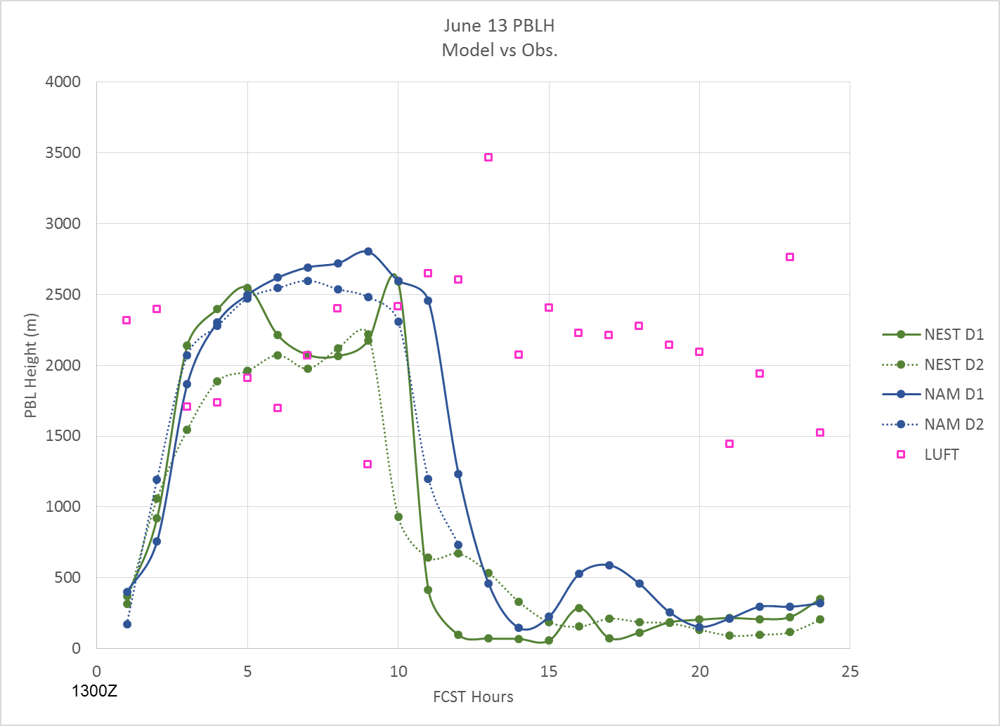 June 13 PBLH
Model vs Obs.
4000
3500
3000
2500
2000
1500
1000
500
0
PBL Height (m)
0 5 10 15 20 25
1300Z
FCST Hours
NEST D1
NEST D2
NAM D1
NAM D2
LUFT